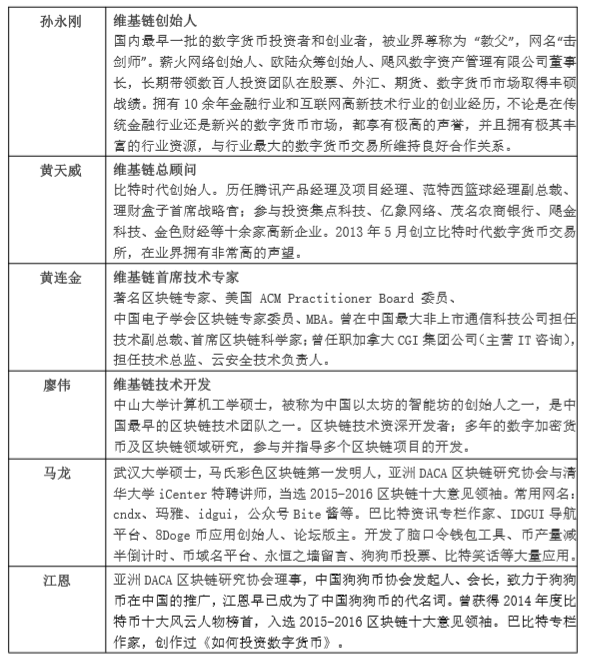 孙永刚
维基链创始人
国内最早一批的数字货币投资者和创业者，被业界尊称为 “教父”，网名“击
剑师”。薪火网络创始人、欧陆众筹创始人、飓风数字资产管理有限公司董事
长，长期带领数百人投资团队在股票、外汇、期货、数字货币市场取得丰硕
战绩。拥有 10 余年金融行业和互联网高新技术行业的创业经历，不论是在传
统金融行业还是新兴的数字货币市场，都享有极高的声誉，并且拥有极其丰
富的行业资源，与行业最大的数字货币交易所维持良好合作关系。
黄天威
维基链总顾问
比特时代创始人。历任腾讯产品经理及项目经理、范特西篮球经理副总裁、
理财盒子首席战略官；参与投资集点科技、亿象网络、茂名农商银行、飓金
科技、金色财经等十余家高新企业。2013 年 5 月创立比特时代数字货币交易
所，在业界拥有非常高的声望。
黄连金
维基链首席技术专家
著名区块链专家、美国 ACM Practitioner Board 委员、
中国电子学会区块链专家委员、MBA。曾在中国最大非上市通信科技公司担任
技术副总裁、首席区块链科学家；曾任职加拿大 CGI 集团公司（主营 IT 咨询），
担任技术总监、云安全技术负责人。
廖伟
维基链技术开发
中山大学计算机工学硕士，被称为中国以太坊的智能坊的创始人之一，是中
国最早的区块链技术团队之一。区块链技术资深开发者；多年的数字加密货
币及区块链领域研究，参与并指导多个区块链项目的开发。
马龙
武汉大学硕士，马氏彩色区块链第一发明人，亚洲 DACA 区块链研究协会与清
华大学 iCenter 特聘讲师，当选 2015-2016 区块链十大意见领袖。常用网名：
cndx、玛雅、idgui，公众号 Bite 酱等。巴比特资讯专栏作家、IDGUI 导航
平台、8Doge 币应用创始人、论坛版主。开发了脑口令钱包工具、币产量减
半倒计时、币域名平台、永恒之墙留言、狗狗币投票、比特笑话等大量应用。
江恩
亚洲 DACA 区块链研究协会理事，中国狗狗币协会发起人、会长，致力于狗狗
币在中国的推广，江恩早已成为了中国狗狗币的代名词。曾获得 2014 年度比
特币十大风云人物榜首，入选 2015-2016 区块链十大意见领袖。巴比特专栏
作家，创作过《如何投资数字货币》。